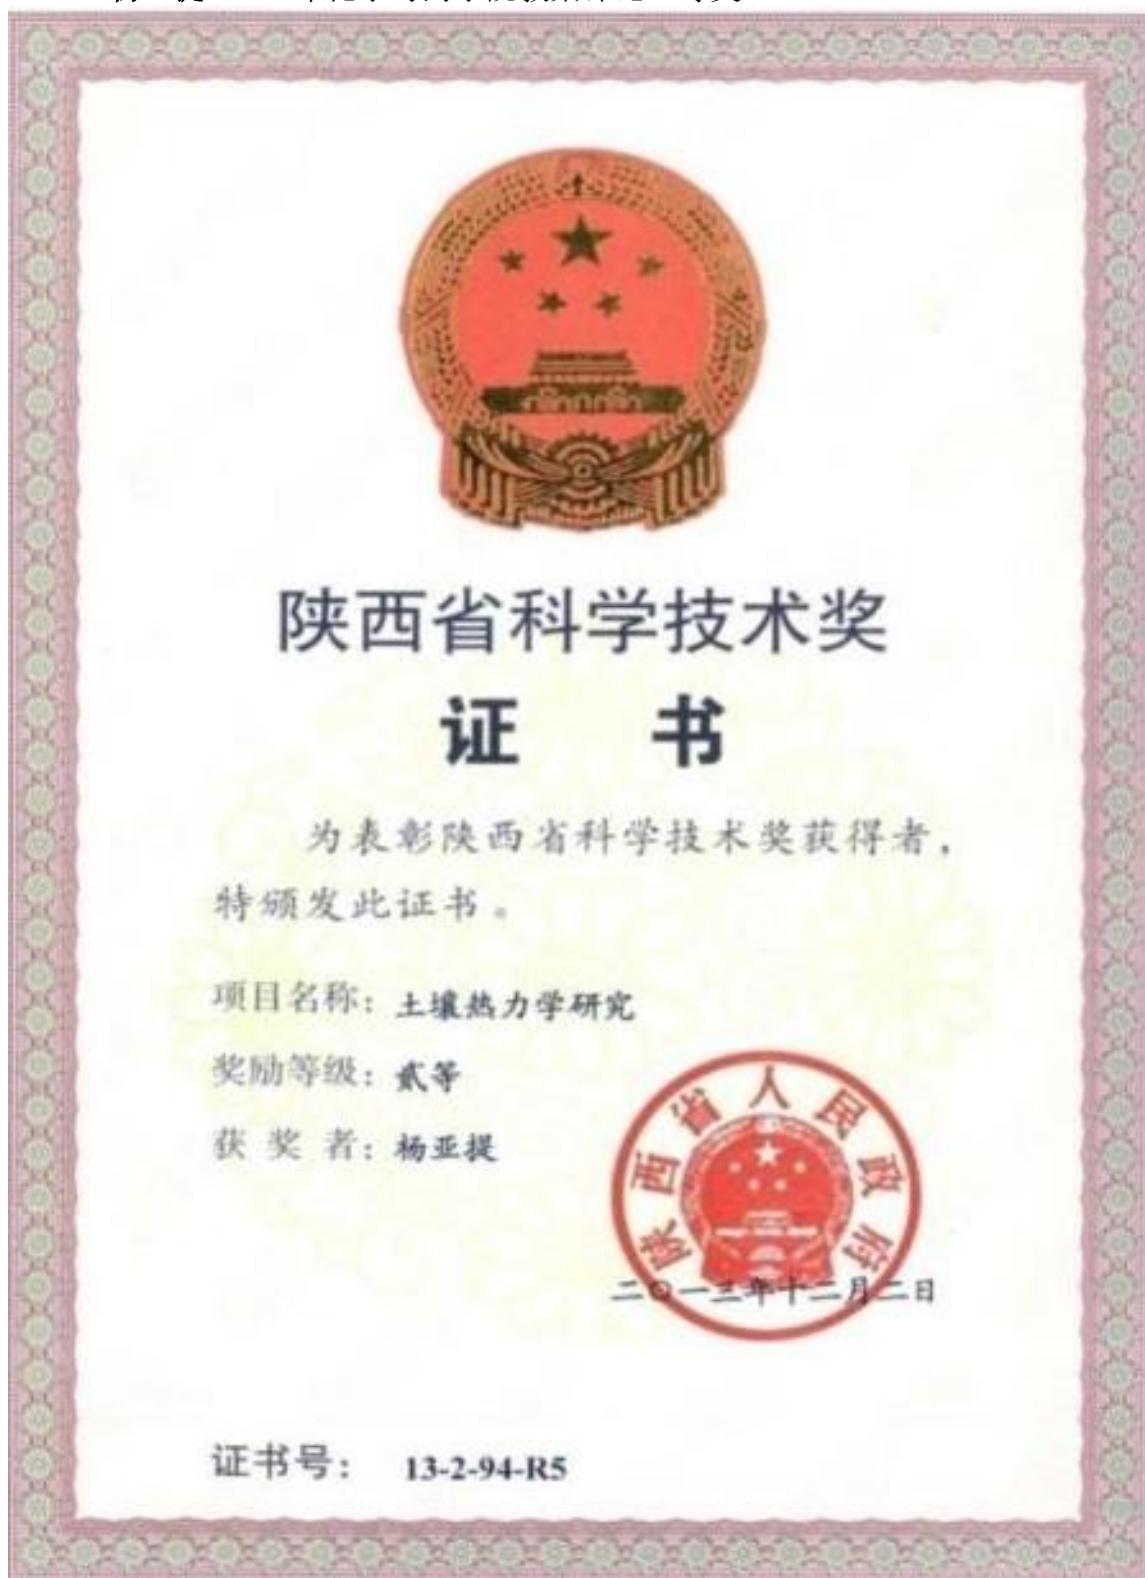 陕西省科学技术奖
证 书
为表彰陕西省科学技术奖获得者，
特颁发此证书。
项目名称：土壤热力学研究
奖励等级：贰等
获 奖 者：杨亚提
陕西省人民政府
二〇一三年十二月二日
证书号： 13-2-94-R5